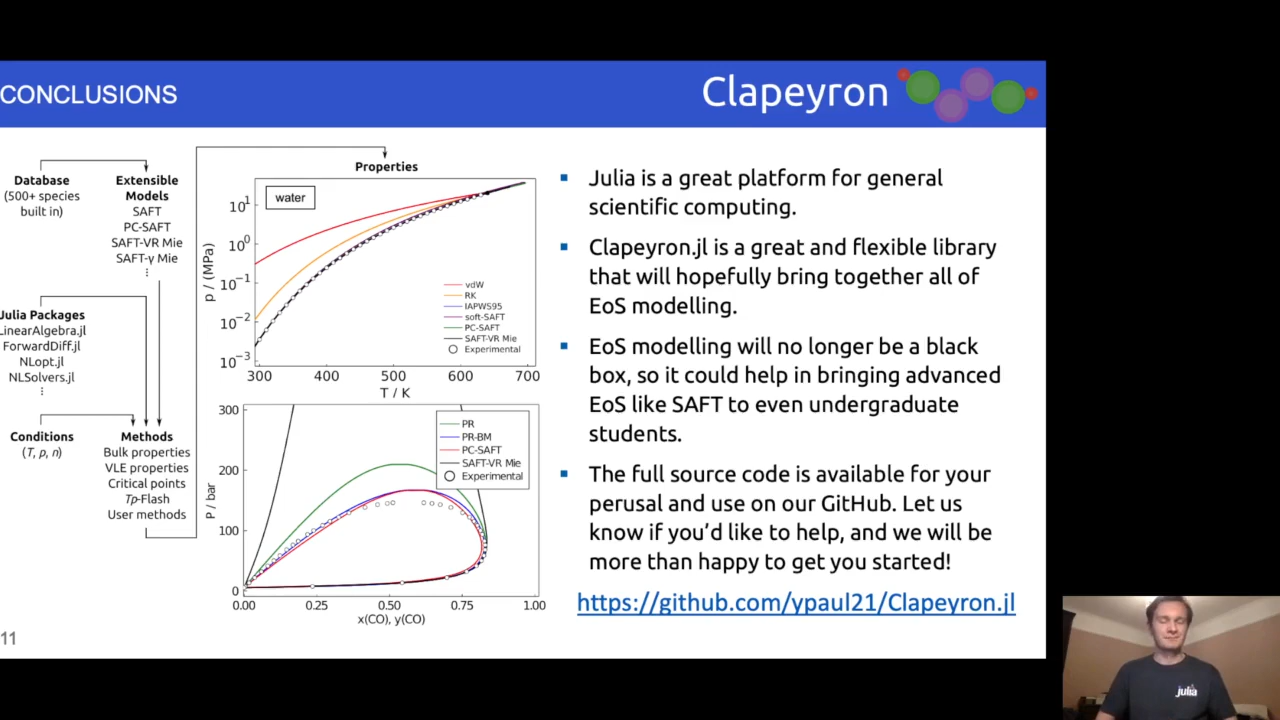 CONCLUSIONS
Clapeyron
Database
(500+ species
built in)
Extensible
Models
SAFT
PC-SAFT
SAFT-VR Mie
SAFT-γ Mie
⋮
Julia Packages
LinearAlgebra.jl
ForwardDiff.jl
NLopt.jl
NLSolvers.jl
⋮
Conditions
(T, p, n)
Methods
Bulk properties
VLE properties
Critical points
Tp-Flash
User methods
Properties
water
p / (MPa)
10¹
10⁰
10⁻¹
10⁻²
10⁻³
vdW
RK
IAPWS95
soft-SAFT
PC-SAFT
SAFT-VR Mie
Experimental
300 400 500 600 700
T / K
P / bar
300
200
100
0
PR
PR-BM
PC-SAFT
SAFT-VR Mie
Experimental
0.00 0.25 0.50 0.75 1.00
x(CO), y(CO)
Julia is a great platform for general
scientific computing.
Clapeyron.jl is a great and flexible library
that will hopefully bring together all of
EoS modelling.
EoS modelling will no longer be a black
box, so it could help in bringing advanced
EoS like SAFT to even undergraduate
students.
The full source code is available for your
perusal and use on our GitHub. Let us
know if you’d like to help, and we will be
more than happy to get you started!
https://github.com/ypaul21/Clapeyron.jl
11
julia